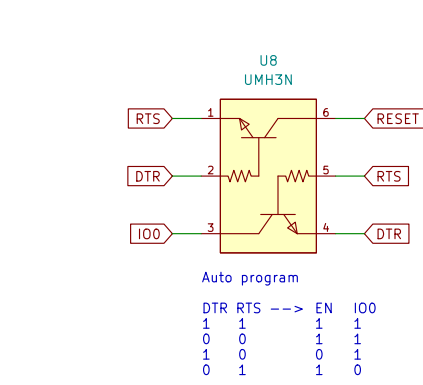 U8
UMH3N
RTS 1 6 RESET
DTR 2 5 RTS
IO0 3 4 DTR
Auto program
DTR RTS --> EN IO0
1 1 1 1
0 0 1 1
1 0 0 1
0 1 1 0